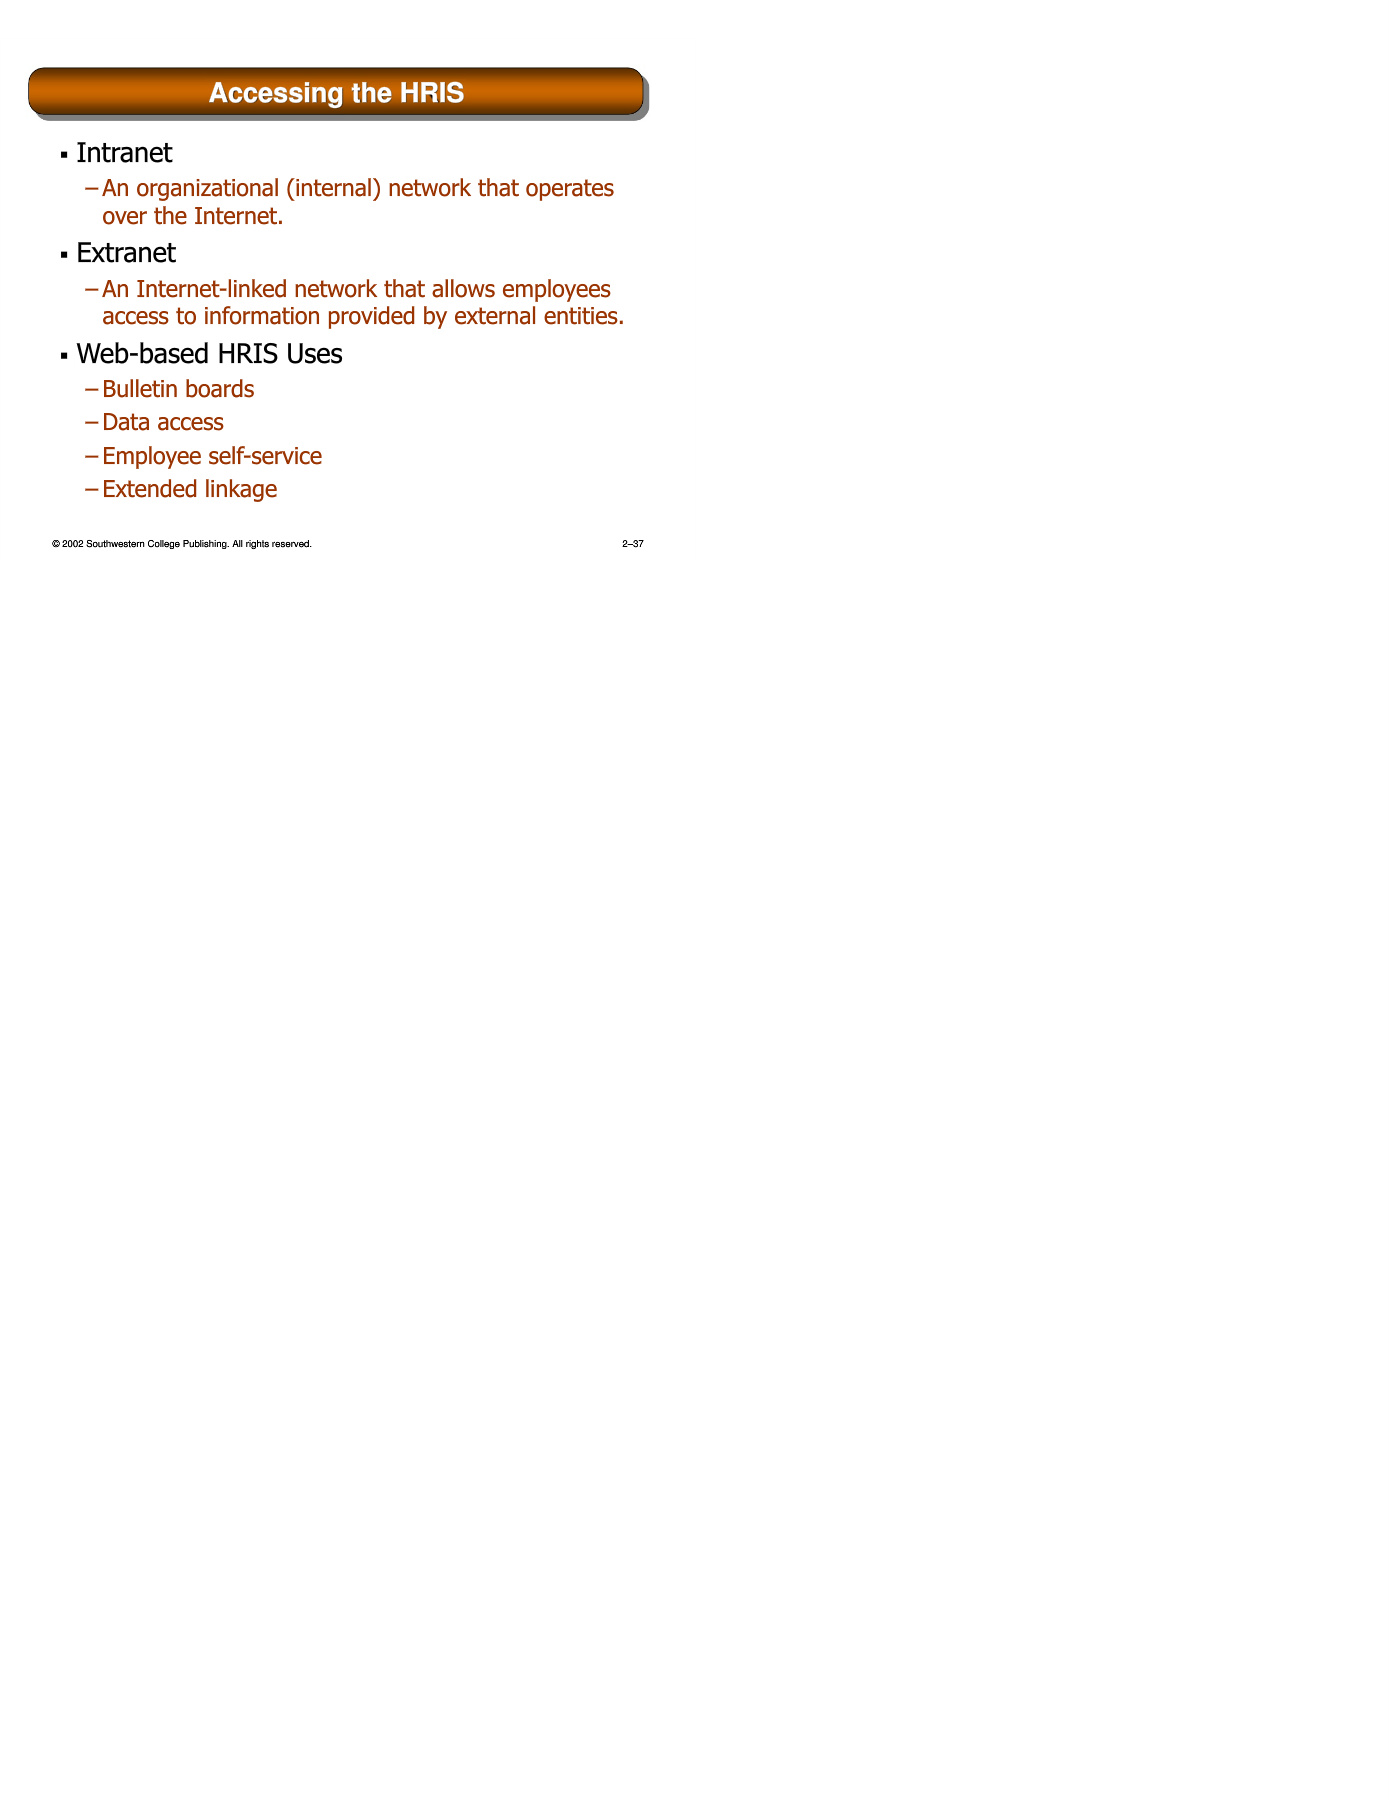 Accessing the HRIS
▪ Intranet
– An organizational (internal) network that operates
over the Internet.
▪ Extranet
– An Internet-linked network that allows employees
access to information provided by external entities.
▪ Web-based HRIS Uses
– Bulletin boards
– Data access
– Employee self-service
– Extended linkage
© 2002 Southwestern College Publishing. All rights reserved. 2–37